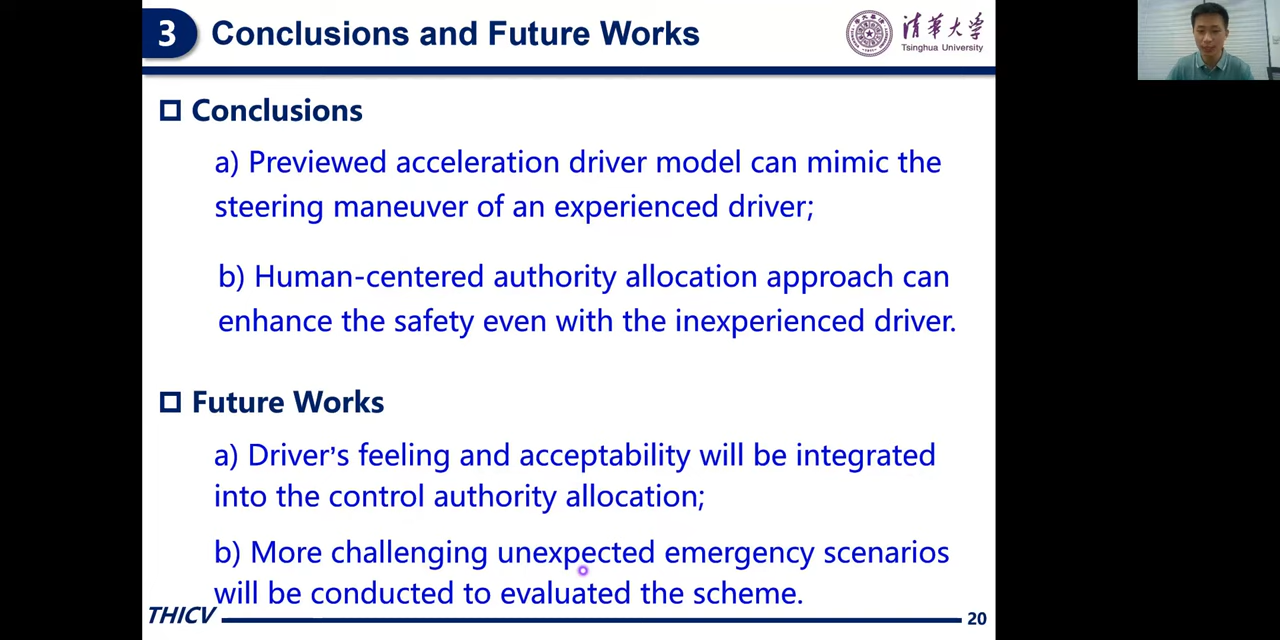 3
Conclusions and Future Works
清华大学
Tsinghua University
Conclusions
a) Previewed acceleration driver model can mimic the
steering maneuver of an experienced driver;
b) Human-centered authority allocation approach can
enhance the safety even with the inexperienced driver.
Future Works
a) Driver's feeling and acceptability will be integrated
into the control authority allocation;
b) More challenging unexpected emergency scenarios
will be conducted to evaluated the scheme.
THICV
20